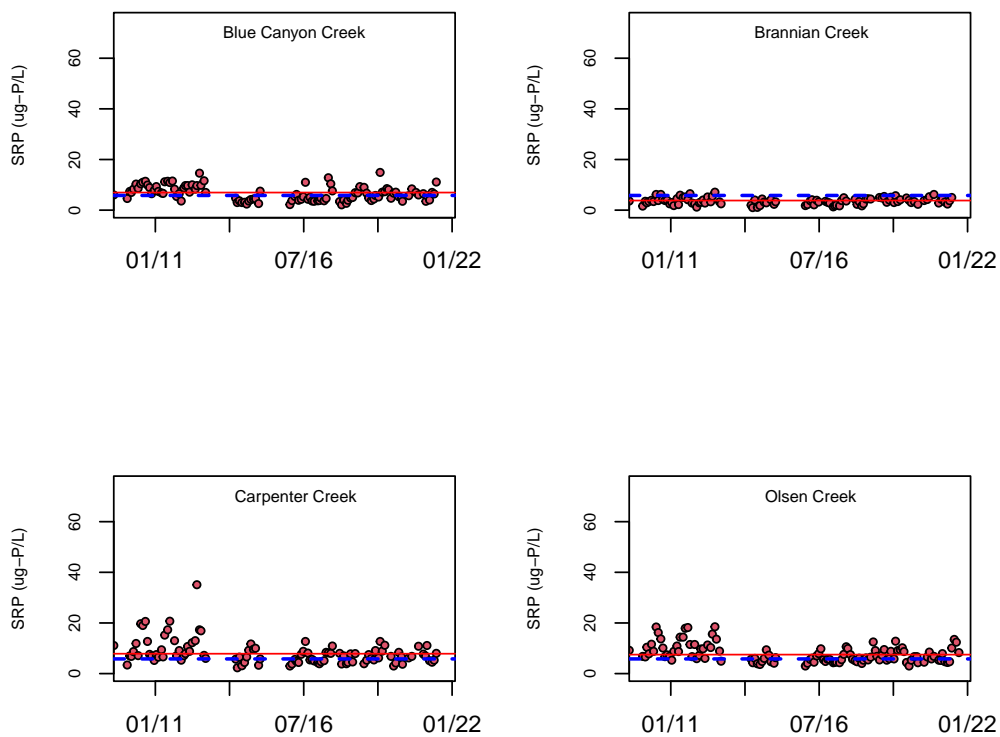 Blue Canyon Creek
SRP (ug−P/L)
60
40
20
0
01/11 07/16 01/22
Brannian Creek
SRP (ug−P/L)
60
40
20
0
01/11 07/16 01/22
Carpenter Creek
SRP (ug−P/L)
60
40
20
0
01/11 07/16 01/22
Olsen Creek
SRP (ug−P/L)
60
40
20
0
01/11 07/16 01/22